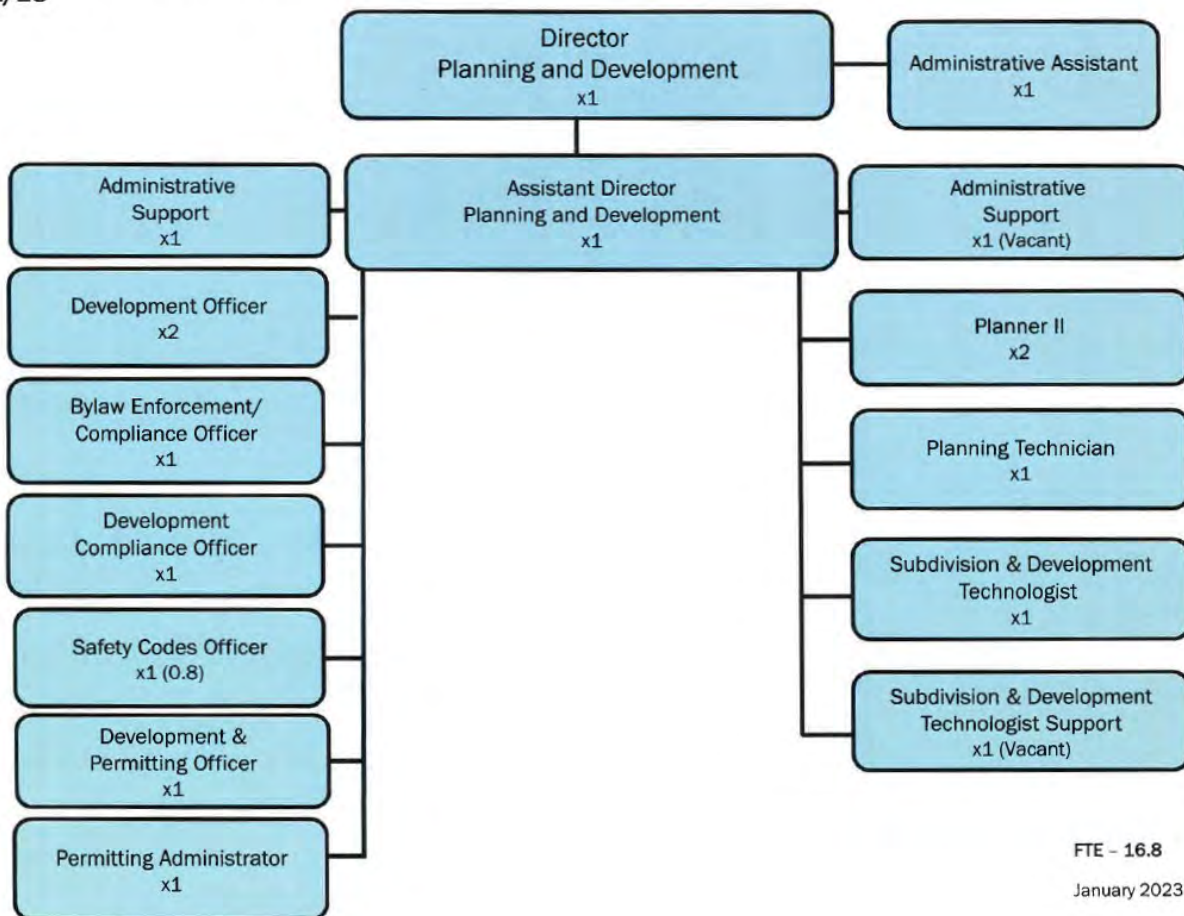 Director
Planning and Development
x1
Administrative Assistant
x1
Assistant Director
Planning and Development
x1
Administrative
Support
x1
Development Officer
x2
Bylaw Enforcement/
Compliance Officer
x1
Development
Compliance Officer
x1
Safety Codes Officer
x1 (0.8)
Development &
Permitting Officer
x1
Permitting Administrator
x1
Administrative
Support
x1 (Vacant)
Planner II
x2
Planning Technician
x1
Subdivision & Development
Technologist
x1
Subdivision & Development
Technologist Support
x1 (Vacant)
FTE – 16.8
January 2023